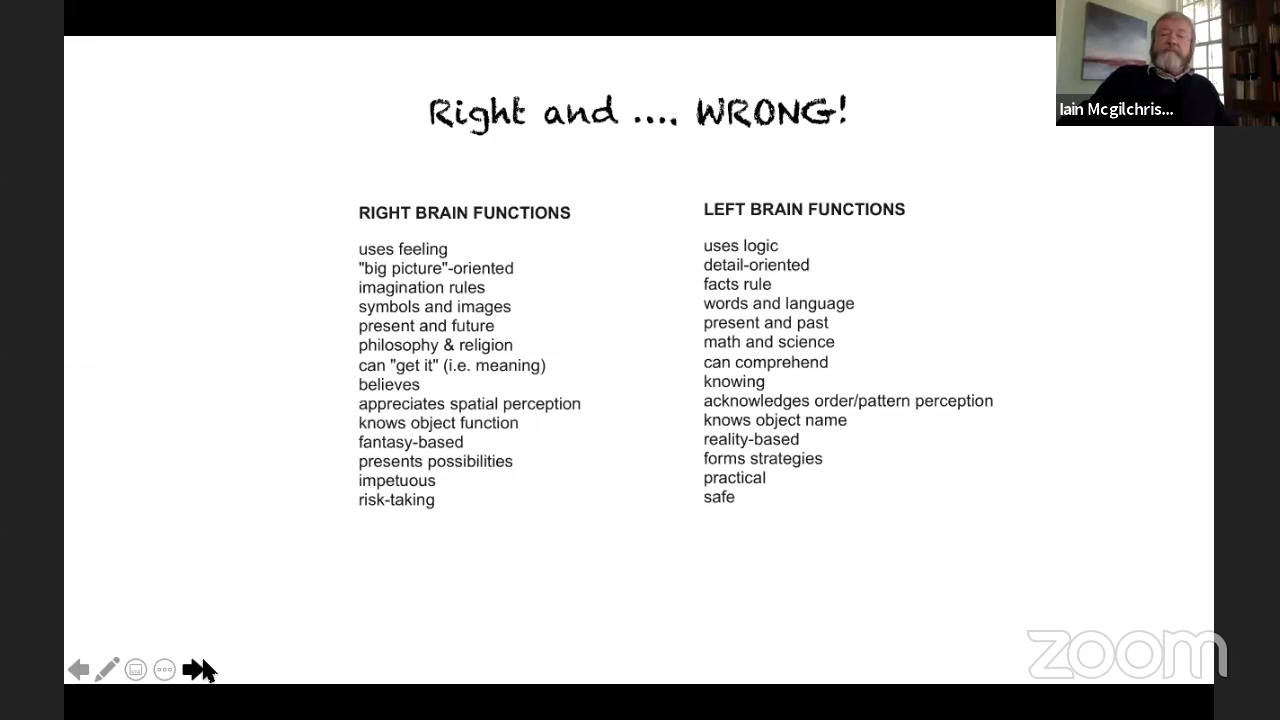 Right and .... WRONG!
Iain Mcgilchris...
RIGHT BRAIN FUNCTIONS
uses feeling
"big picture"-oriented
imagination rules
symbols and images
present and future
philosophy & religion
can "get it" (i.e. meaning)
believes
appreciates spatial perception
knows object function
fantasy-based
presents possibilities
impetuous
risk-taking
LEFT BRAIN FUNCTIONS
uses logic
detail-oriented
facts rule
words and language
present and past
math and science
can comprehend
knowing
acknowledges order/pattern perception
knows object name
reality-based
forms strategies
practical
safe
zoom